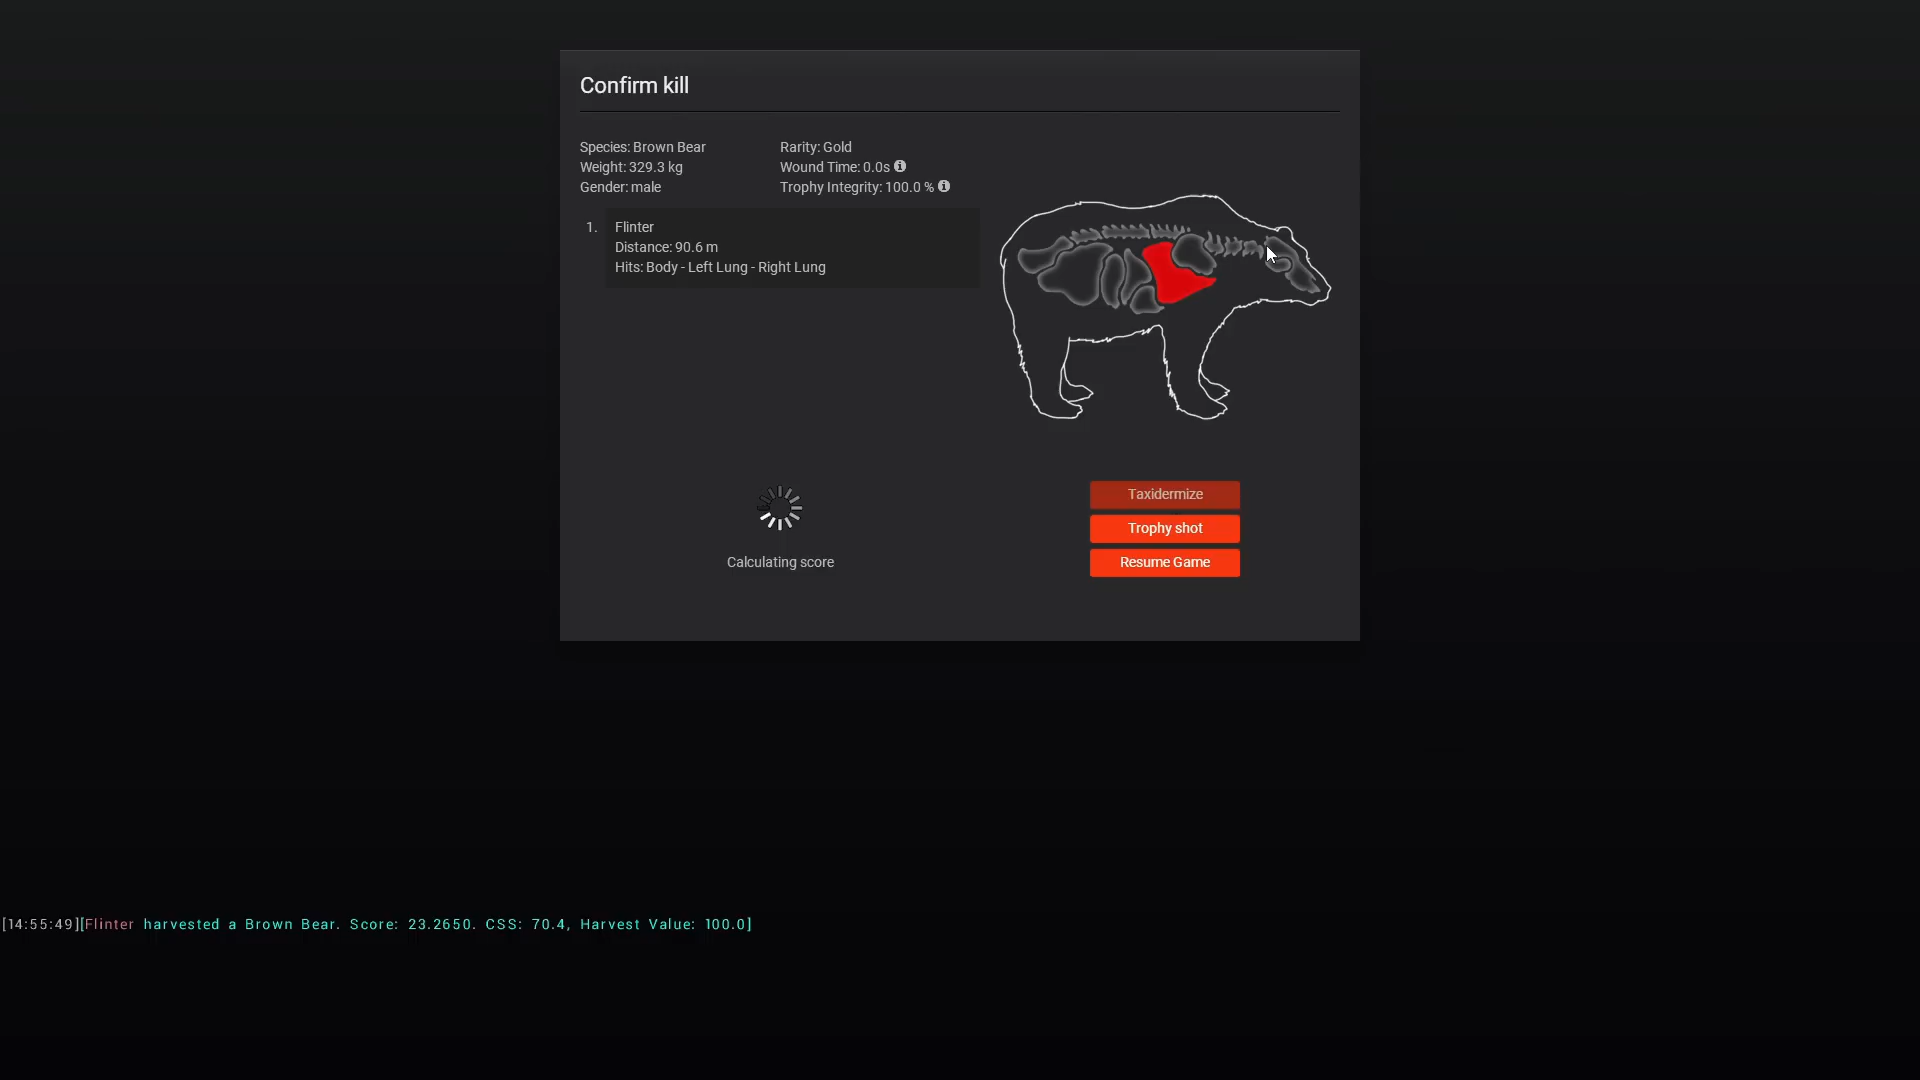 Confirm kill
Species: Brown Bear
Rarity: Gold
Weight: 329.3 kg
Wound Time: 0.0s
Gender: male
Trophy Integrity: 100.0 %
1. Flinter
Distance: 90.6 m
Hits: Body - Left Lung - Right Lung
Taxidermize
Trophy shot
Calculating score
Resume Game
[14:55:49][Flinter harvested a Brown Bear. Score: 23.2650. CSS: 70.4, Harvest Value: 100.0]